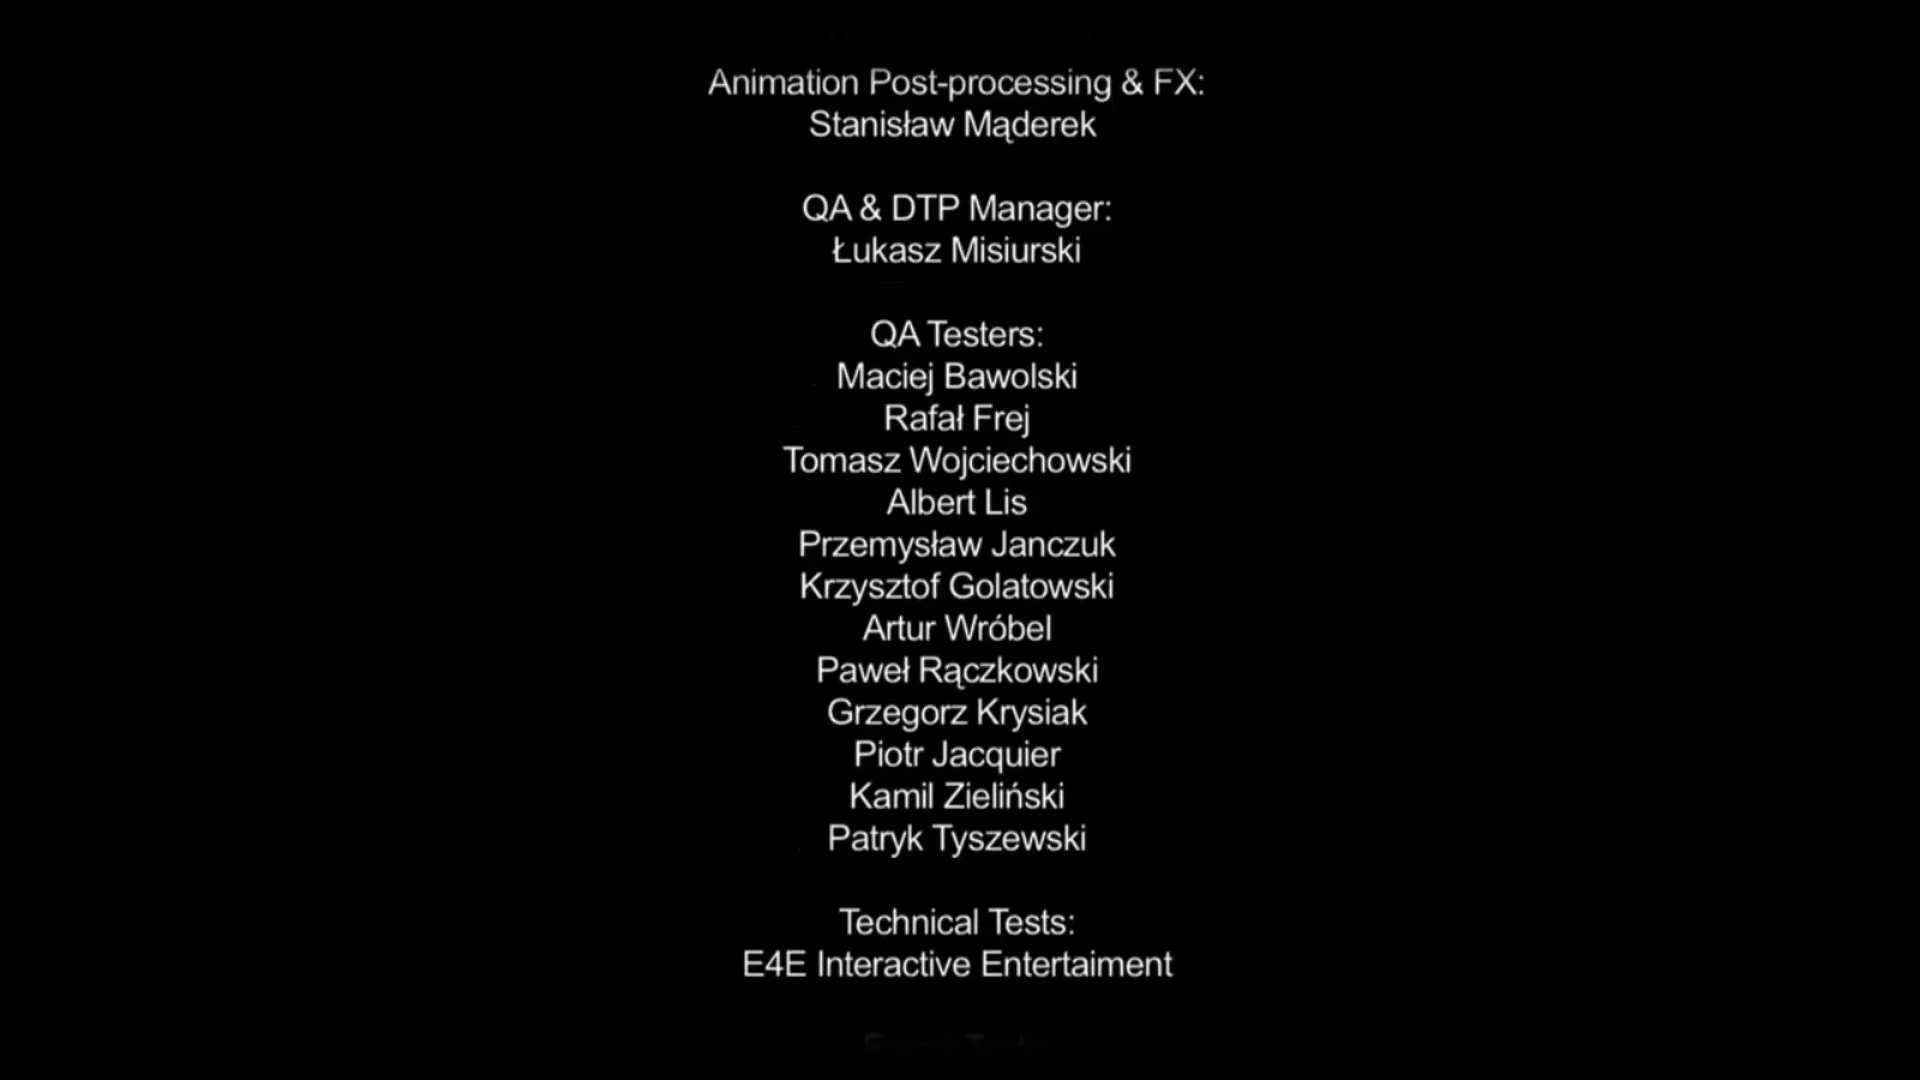 Animation Post-processing & FX:
Stanisław Mąderek
QA & DTP Manager:
Łukasz Misiurski
QA Testers:
Maciej Bawolski
Rafał Frej
Tomasz Wojciechowski
Albert Lis
Przemysław Janczuk
Krzysztof Golatowski
Artur Wróbel
Paweł Rączkowski
Grzegorz Krysiak
Piotr Jacquier
Kamil Zieliński
Patryk Tyszewski
Technical Tests:
E4E Interactive Entertaiment